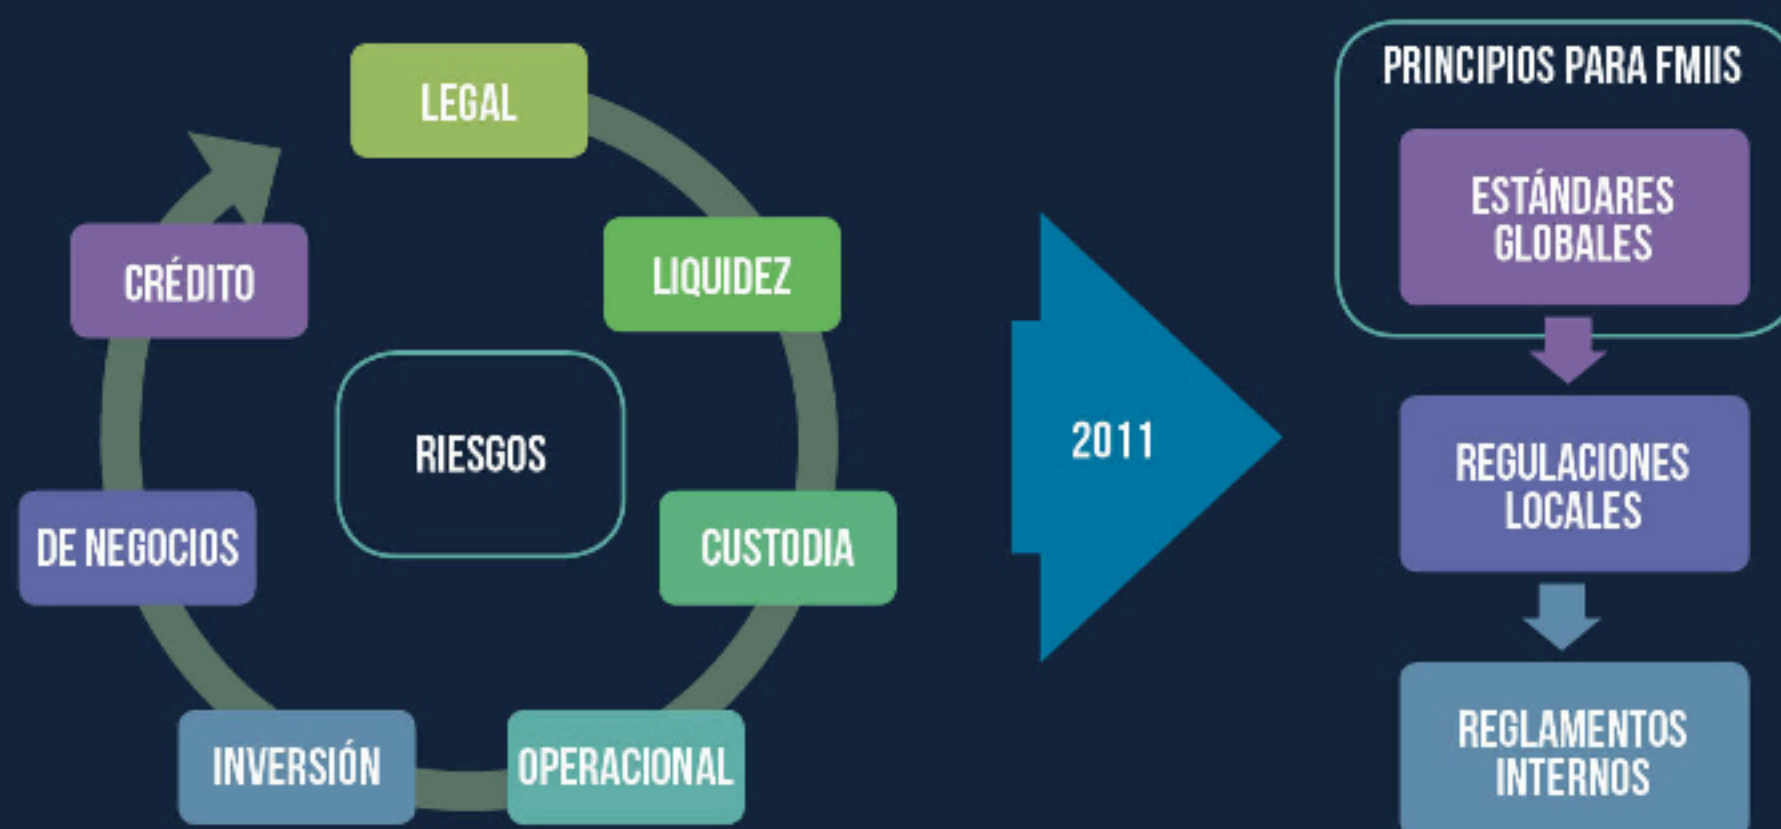 LEGAL
LIQUIDEZ
CUSTODIA
OPERACIONAL
INVERSIÓN
DE NEGOCIOS
CRÉDITO
RIESGOS
2011
PRINCIPIOS PARA FMIIS
ESTÁNDARES
GLOBALES
REGULACIONES
LOCALES
REGLAMENTOS
INTERNOS